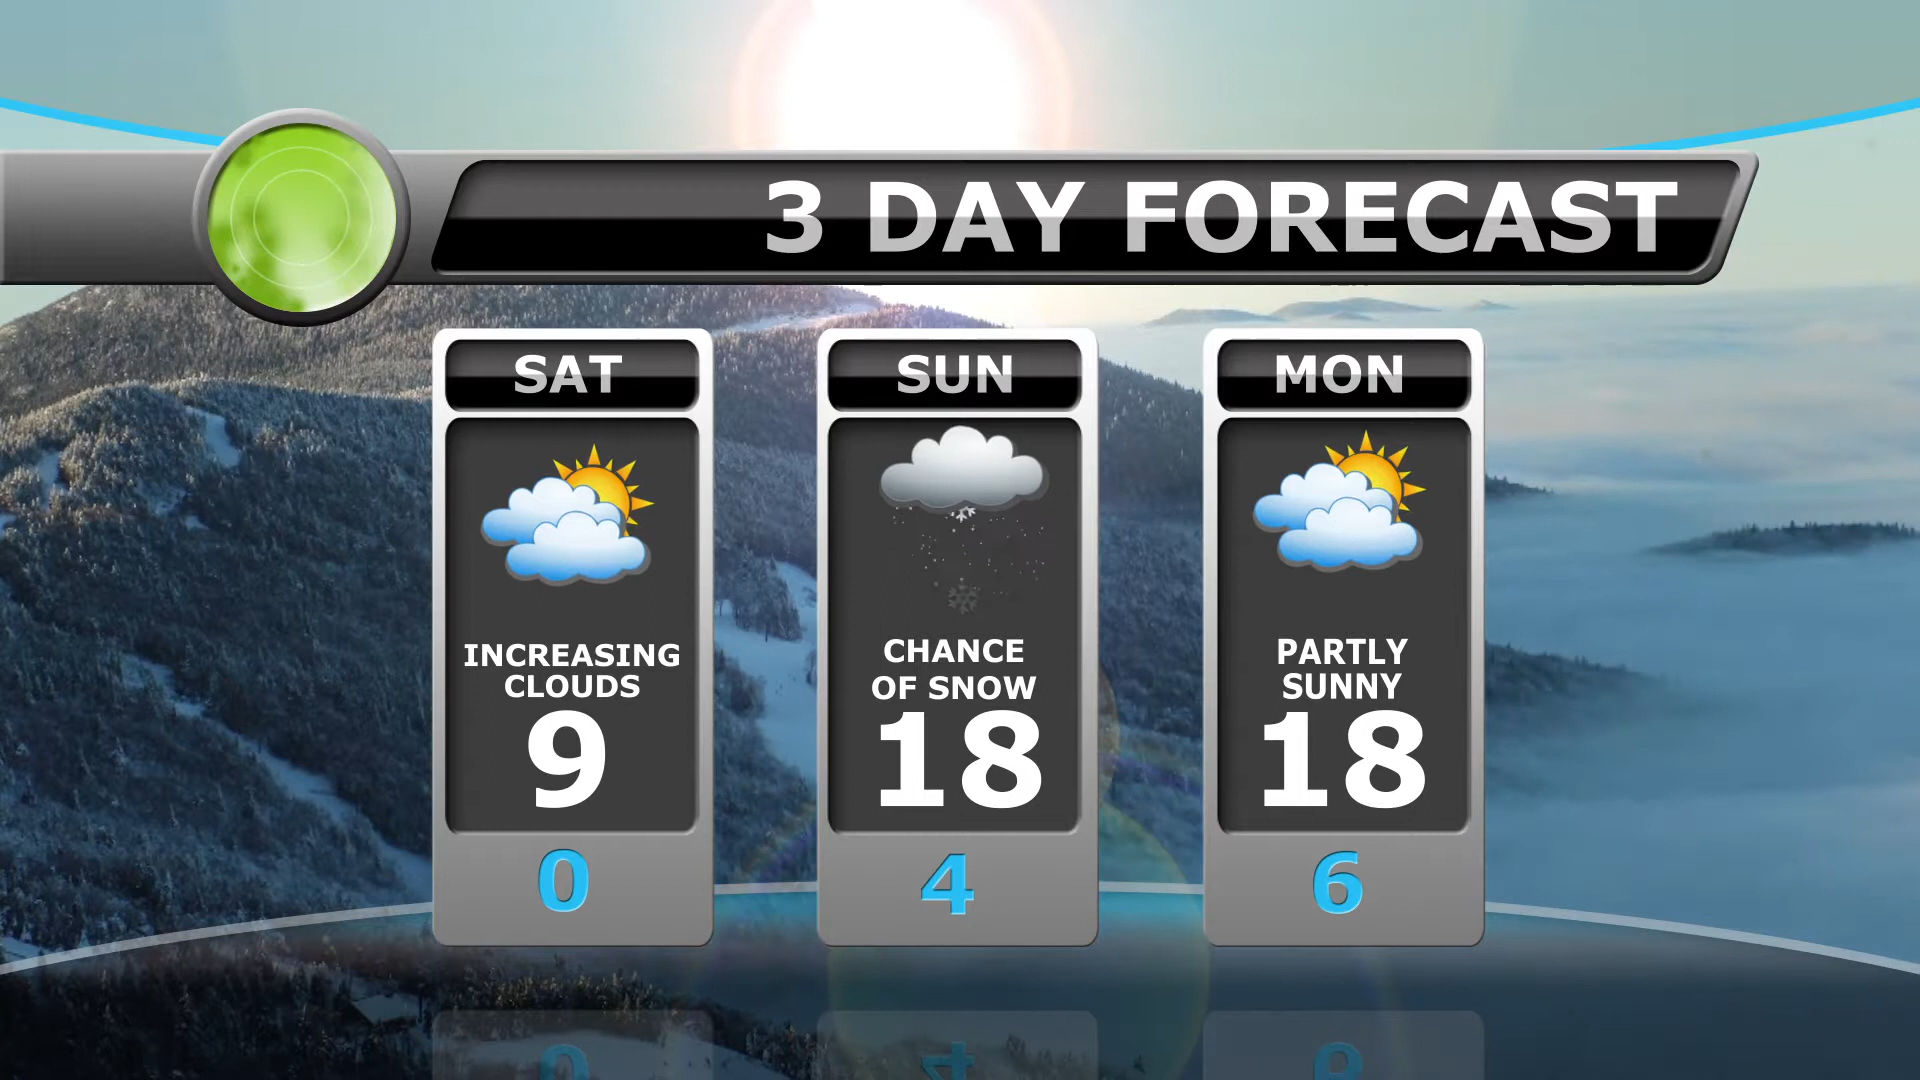 3 DAY FORECAST
SAT
INCREASING
CLOUDS
9
0
SUN
CHANCE
OF SNOW
18
4
MON
PARTLY
SUNNY
18
6